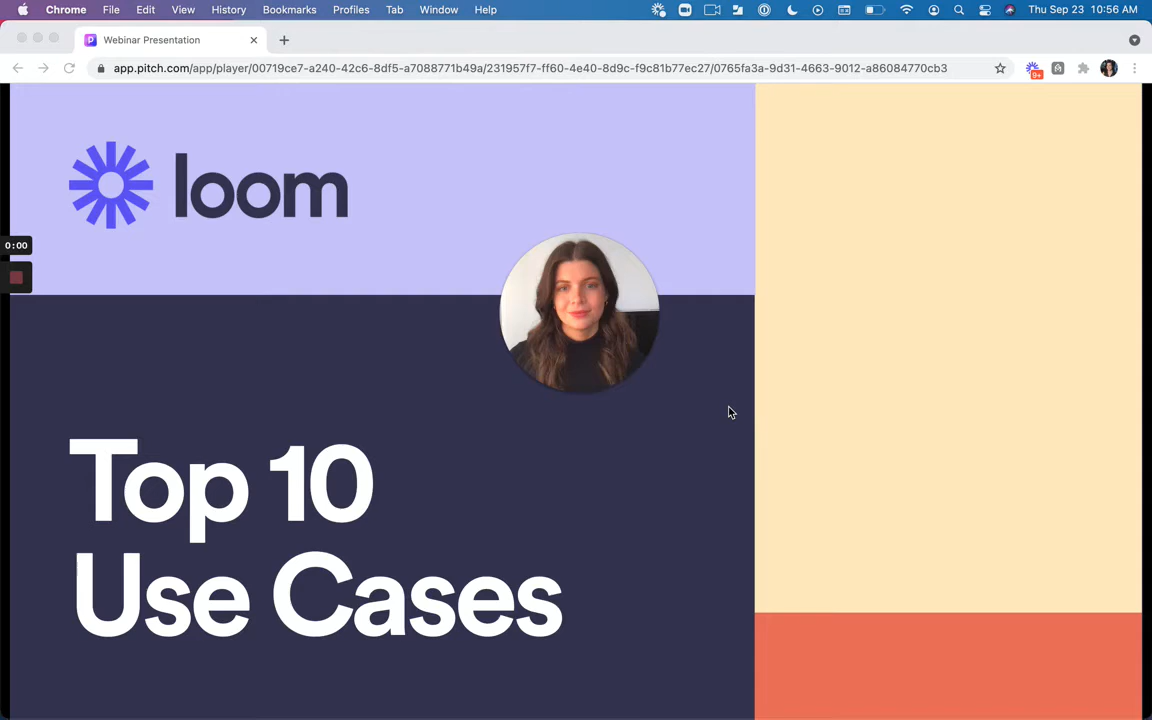 Chrome File Edit View History Bookmarks Profiles Tab Window Help Thu Sep 23 10:56 AM
Webinar Presentation
app.pitch.com/app/player/00719ce7-a240-42c6-8df5-a7088771b49a/231957f7-ff60-4e40-8d9c-f9c81b77ec27/0765fa3a-9d31-4663-9012-a86084770cb3
9+
loom
0:00
Top 10
Use Cases